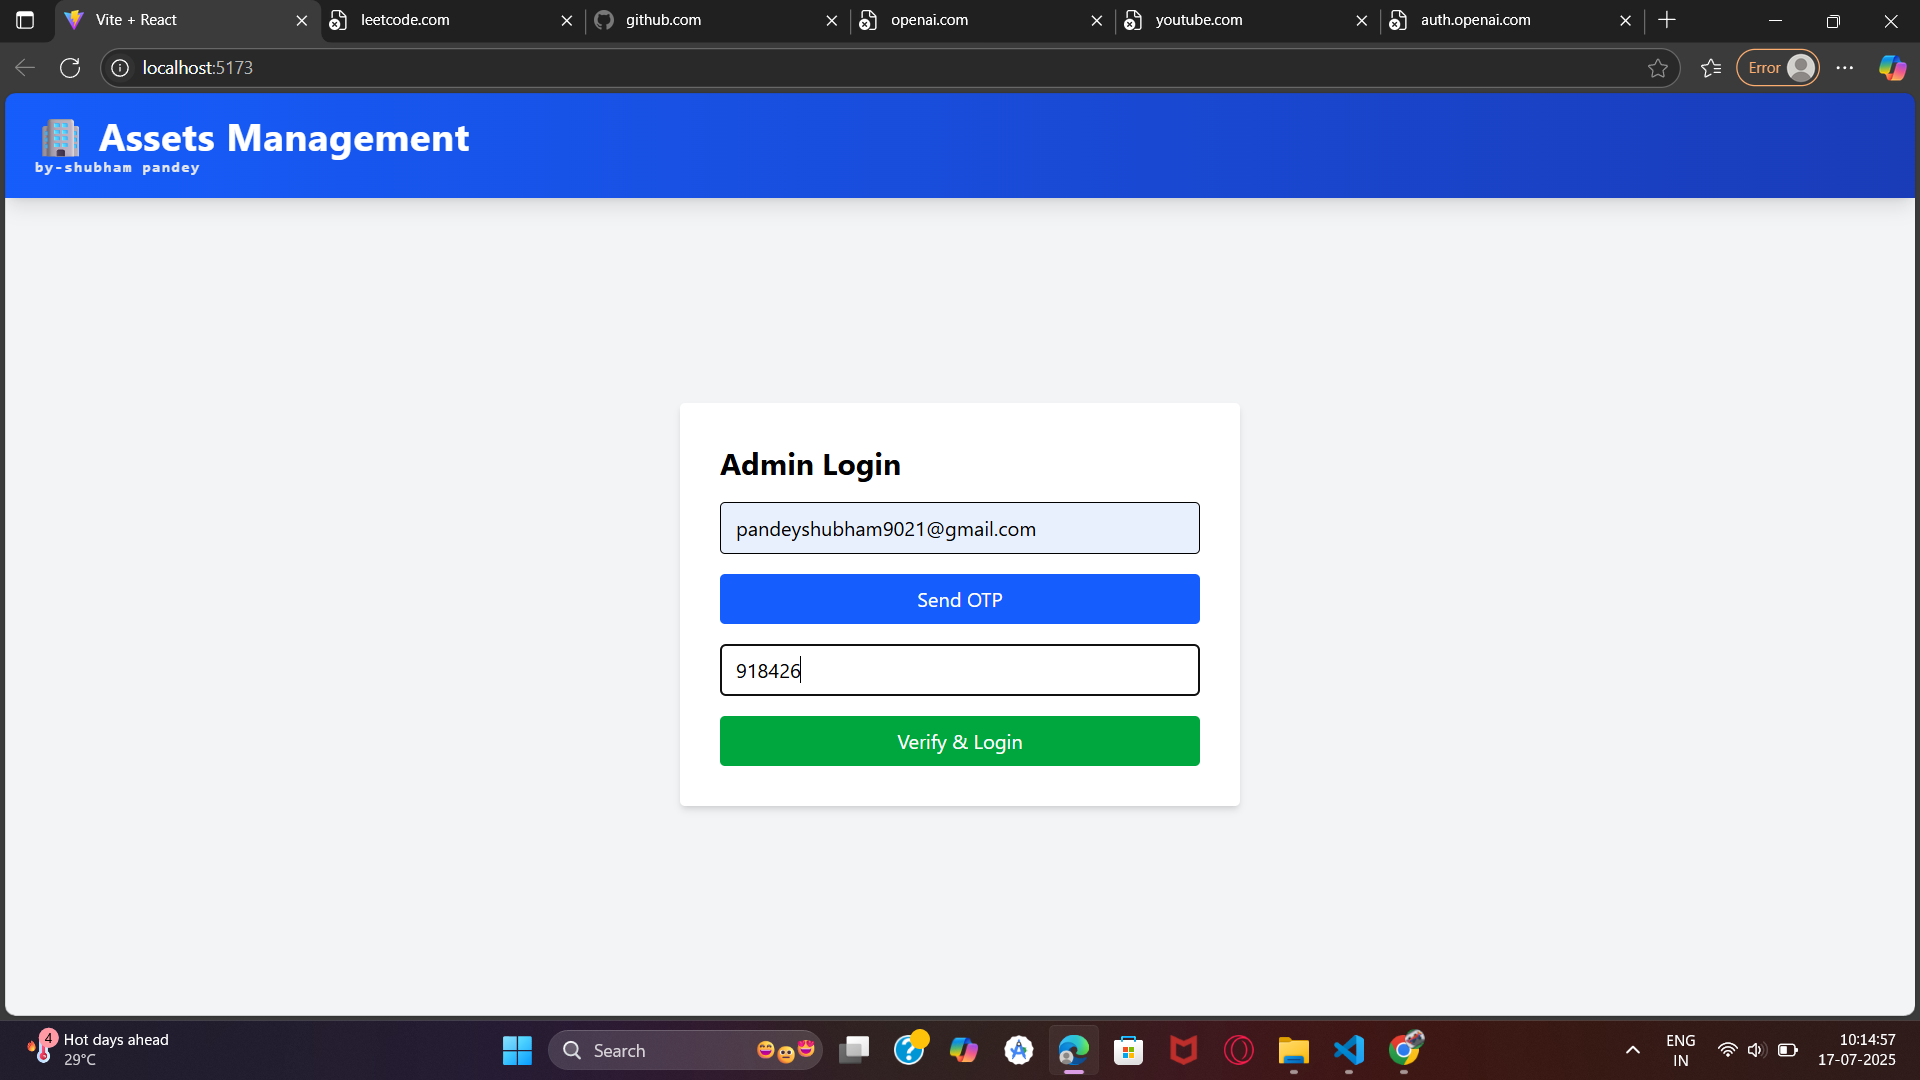 Vite + React
leetcode.com
github.com
openai.com
youtube.com
auth.openai.com
localhost:5173
Error
Assets Management
by-shubham pandey
Admin Login
pandeyshubham9021@gmail.com
Send OTP
918426
Verify & Login
4
Hot days ahead
29°C
Search
ENG
IN
10:14:57
17-07-2025